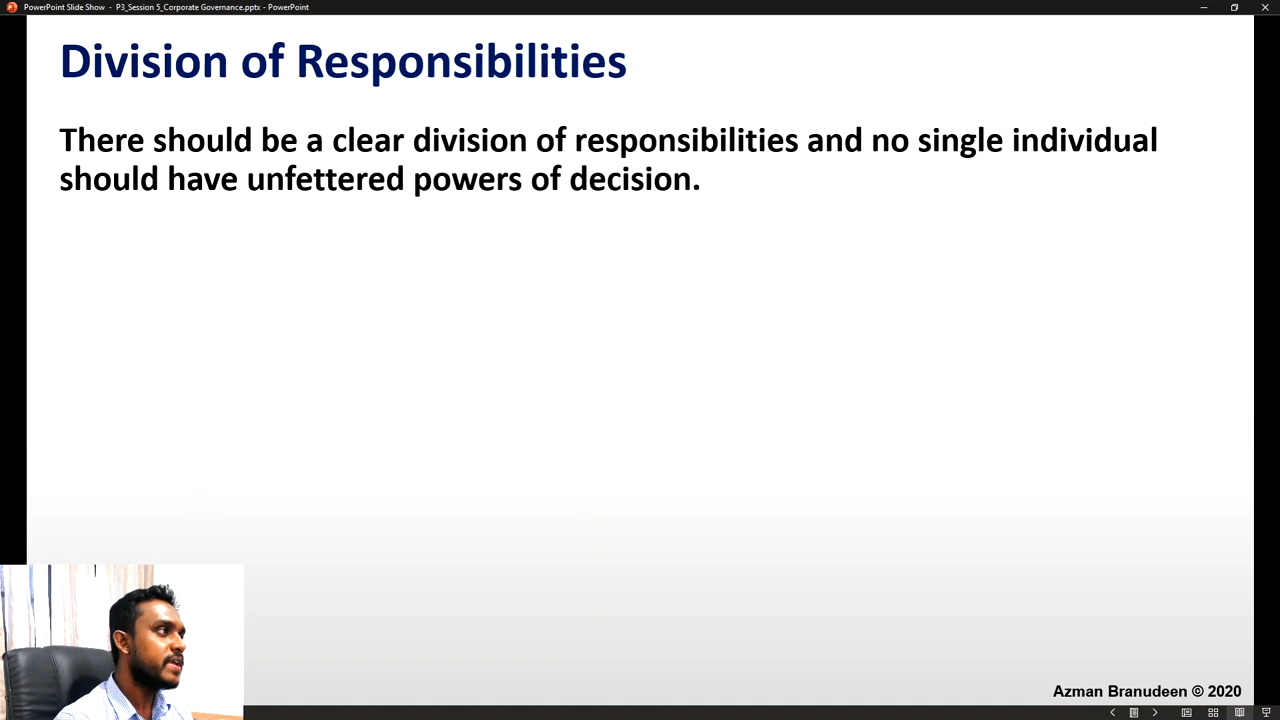 PowerPoint Slide Show - P3_Session 5_Corporate Governance.pptx - PowerPoint
Division of Responsibilities
There should be a clear division of responsibilities and no single individual
should have unfettered powers of decision.
Azman Branudeen © 2020